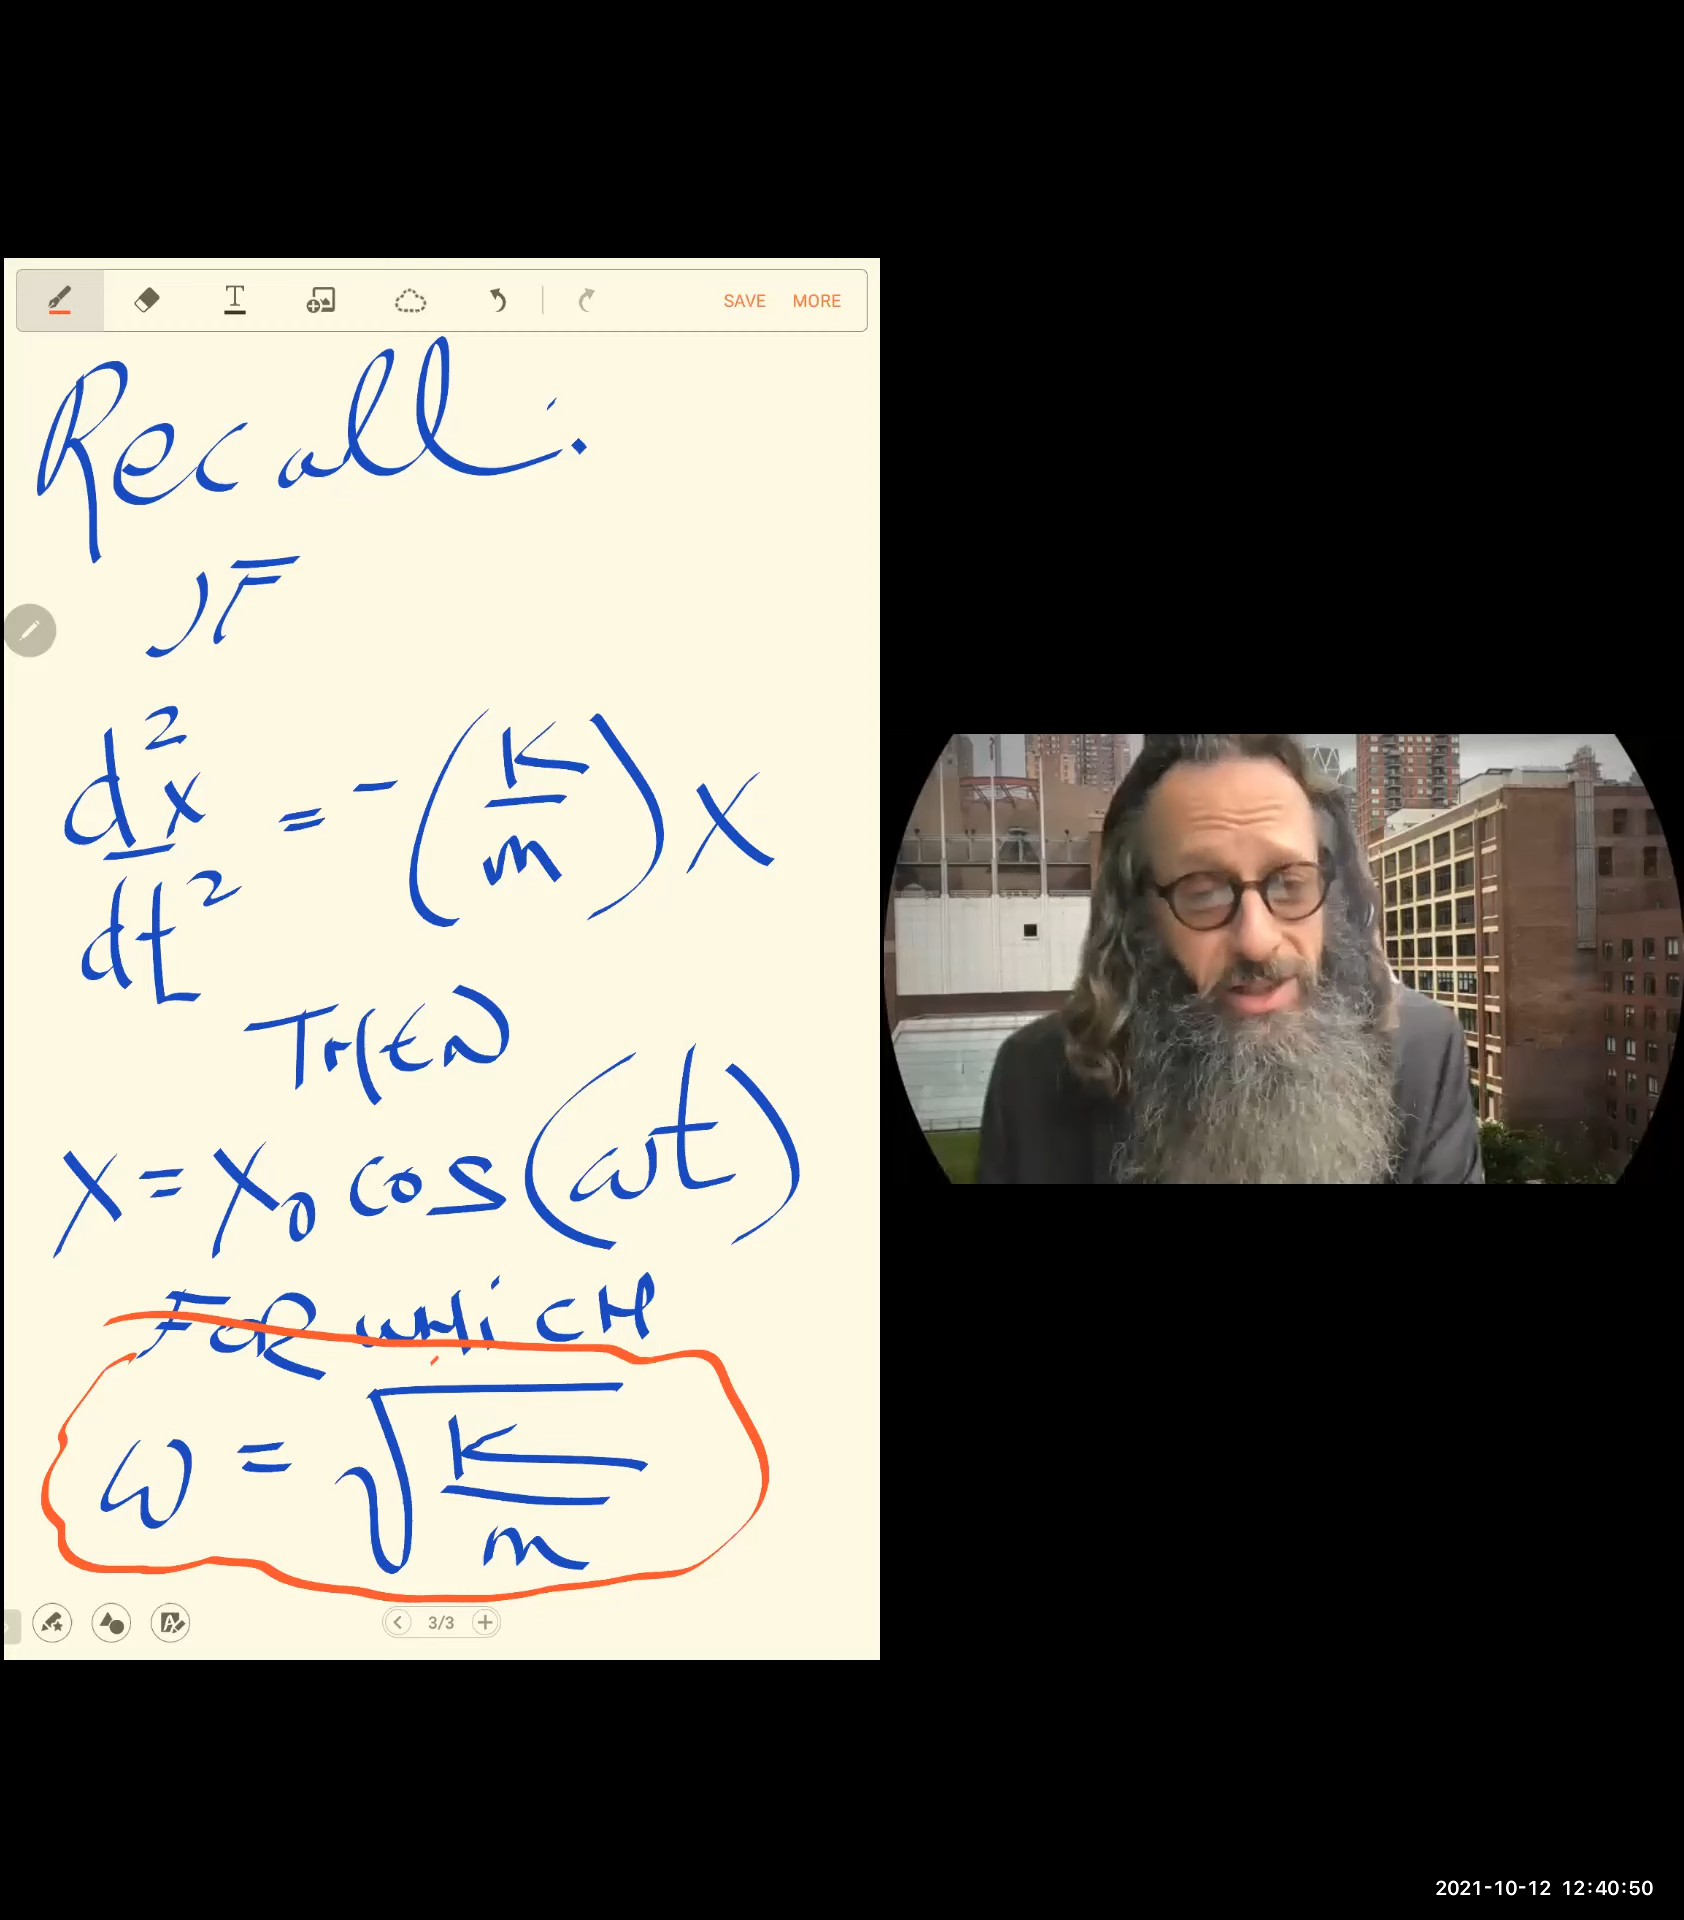 SAVE MORE
Recall:
IF
d²x/dt² = -(K/m) X
THEN
X = X₀ cos(ωt)
FOR WHICH
ω = √(K/m)
3/3
2021-10-12 12:40:50